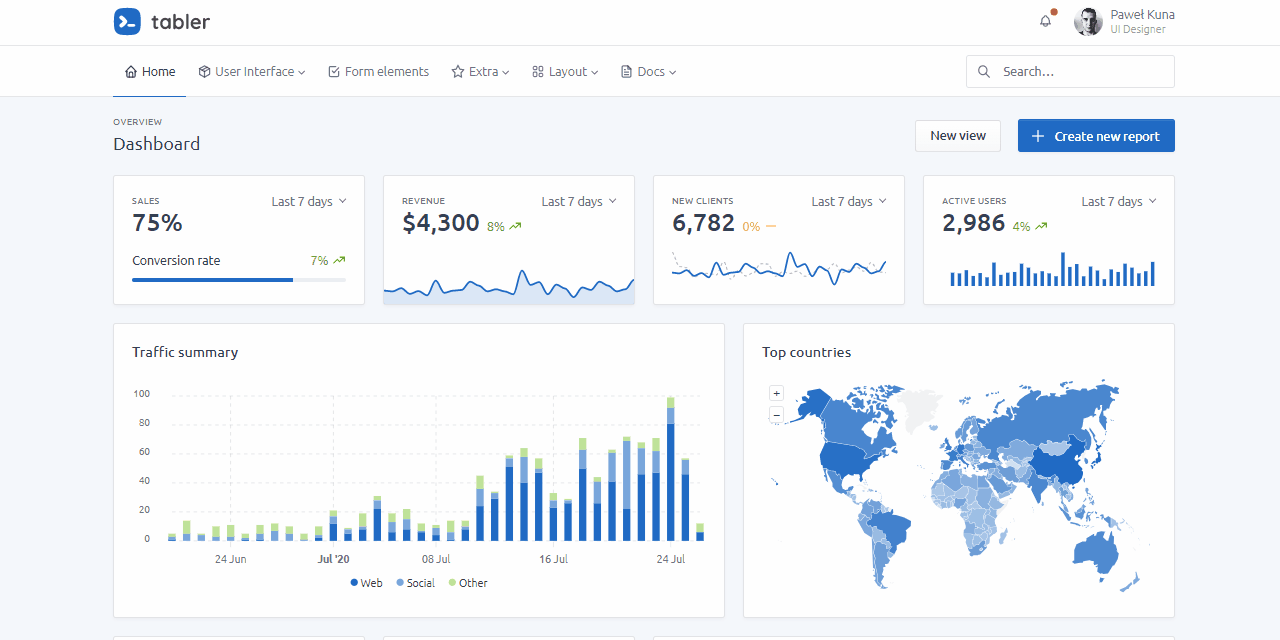 tabler
Paweł Kuna
UI Designer
Home
User Interface
Form elements
Extra
Layout
Docs
Search…
OVERVIEW
Dashboard
New view
Create new report
SALES
Last 7 days
75%
Conversion rate
7%
REVENUE
Last 7 days
$4,300 8%
NEW CLIENTS
Last 7 days
6,782 0%
ACTIVE USERS
Last 7 days
2,986 4%
Traffic summary
100
80
60
40
20
0
24 Jun
Jul '20
08 Jul
16 Jul
24 Jul
Web
Social
Other
Top countries
+
−